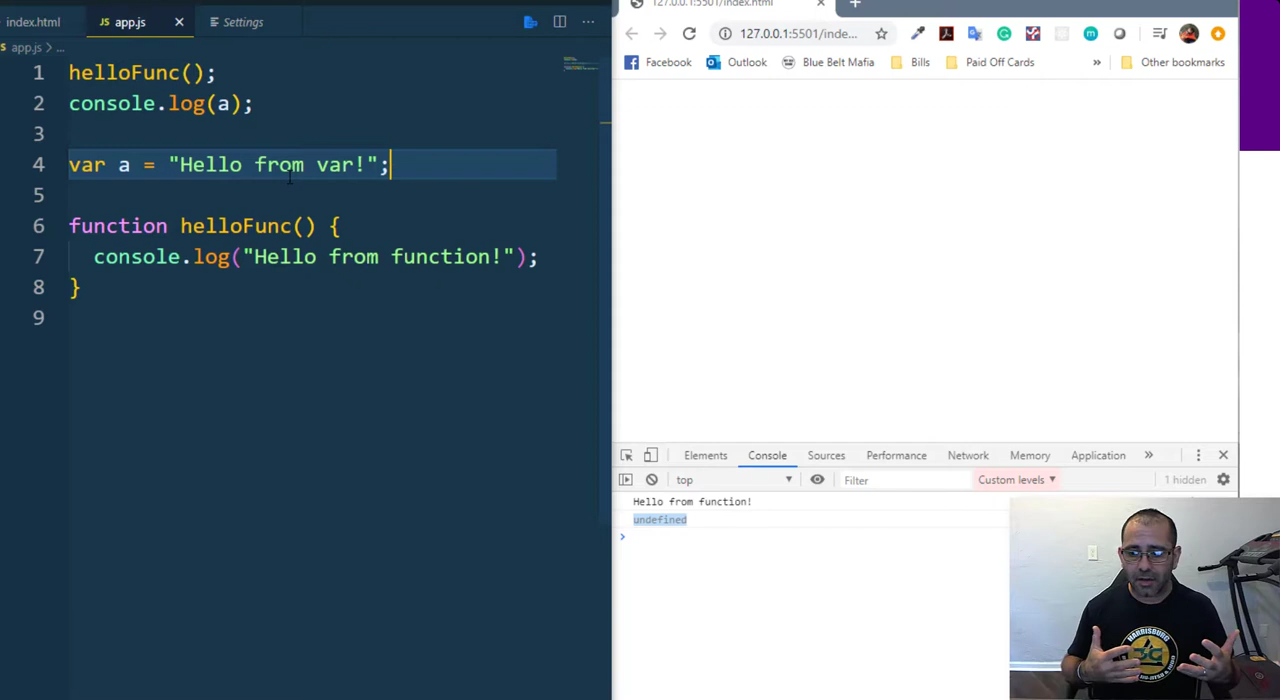 index.html
JS app.js
Settings
JS app.js > ...
1 helloFunc();
2 console.log(a);
3
4 var a = "Hello from var!";
5
6 function helloFunc() {
7 console.log("Hello from function!");
8 }
9
127.0.0.1:5501/index.html
127.0.0.1:5501/inde...
Facebook
Outlook
Blue Belt Mafia
Bills
Paid Off Cards
»
Other bookmarks
Elements
Console
Sources
Performance
Network
Memory
Application
»
top
Filter
Custom levels
1 hidden
Hello from function!
undefined
>
HARRISBURG